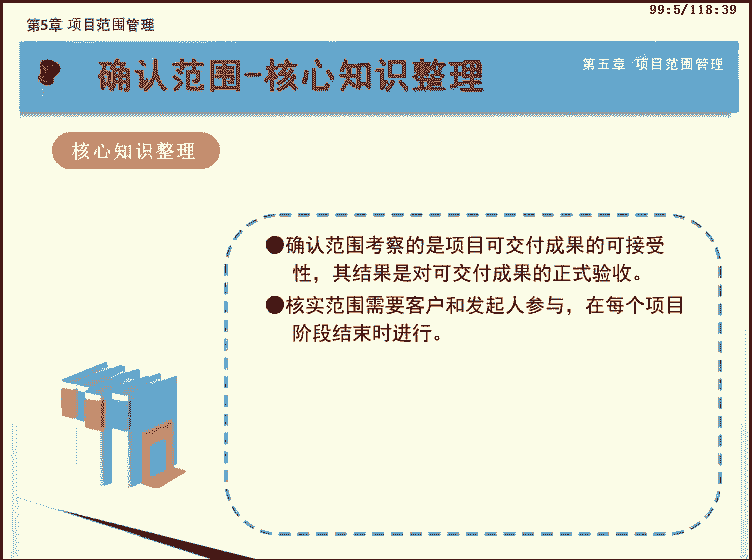 99:5/118:39
第5章 项目范围管理
确认范围-核心知识整理
第五章 项目范围管理
核心知识整理
●确认范围考察的是项目可交付成果的可接受
性，其结果是对可交付成果的正式验收。
●核实范围需要客户和发起人参与，在每个项目
阶段结束时进行。